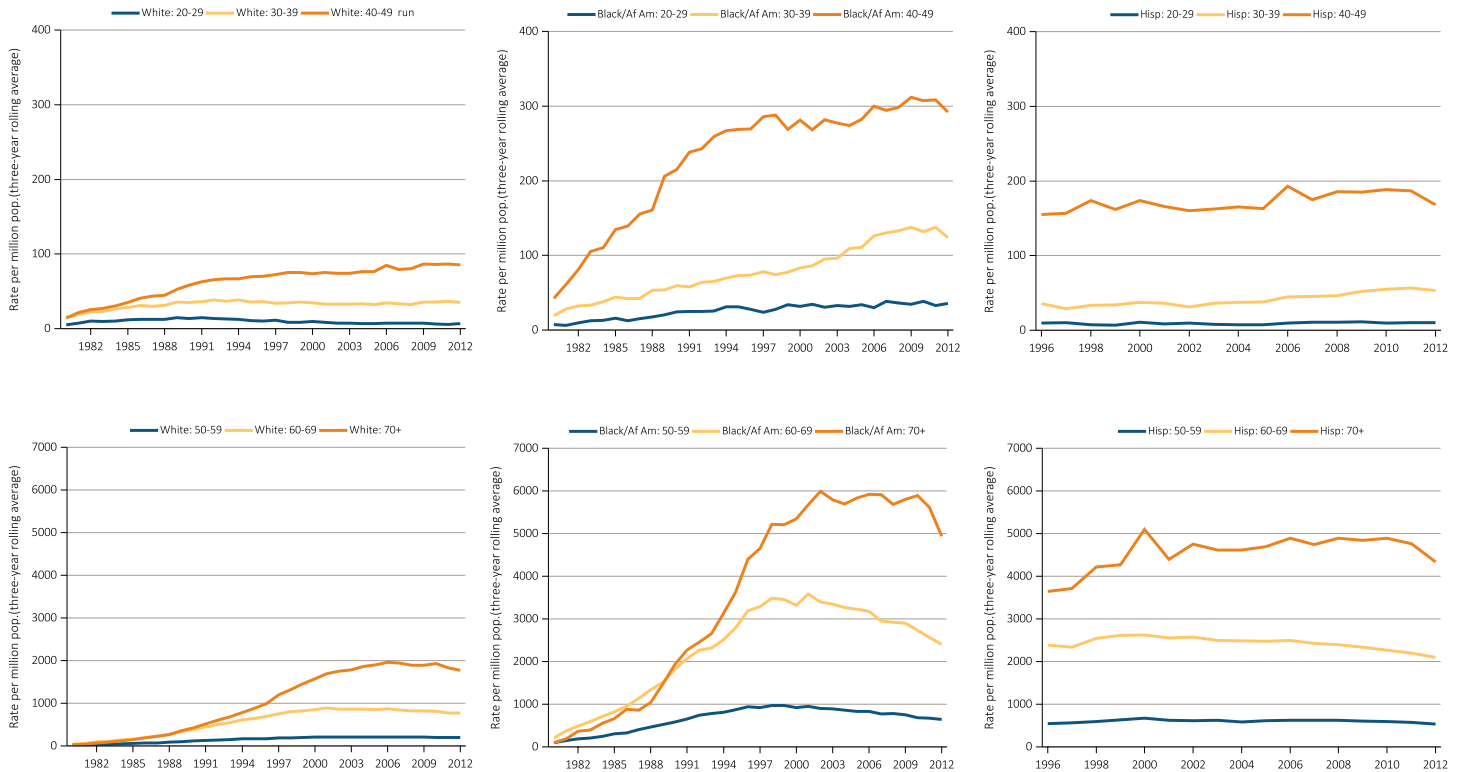 White: 20-29 White: 30-39 White: 40-49 run
Rate per million pop.(three-year rolling average)
400
300
200
100
0
1982 1985 1988 1991 1994 1997 2000 2003 2006 2009 2012
Black/Af Am: 20-29 Black/Af Am: 30-39 Black/Af Am: 40-49
Rate per million pop.(three-year rolling average)
400
300
200
100
0
1982 1985 1988 1991 1994 1997 2000 2003 2006 2009 2012
Hisp: 20-29 Hisp: 30-39 Hisp: 40-49
Rate per million pop.(three-year rolling average)
400
300
200
100
0
1996 1998 2000 2002 2004 2006 2008 2010 2012
White: 50-59 White: 60-69 White: 70+
Rate per million pop.(three-year rolling average)
7000
6000
5000
4000
3000
2000
1000
0
1982 1985 1988 1991 1994 1997 2000 2003 2006 2009 2012
Black/Af Am: 50-59 Black/Af Am: 60-69 Black/Af Am: 70+
Rate per million pop.(three-year rolling average)
7000
6000
5000
4000
3000
2000
1000
0
1982 1985 1988 1991 1994 1997 2000 2003 2006 2009 2012
Hisp: 50-59 Hisp: 60-69 Hisp: 70+
Rate per million pop.(three-year rolling average)
7000
6000
5000
4000
3000
2000
1000
0
1996 1998 2000 2002 2004 2006 2008 2010 2012